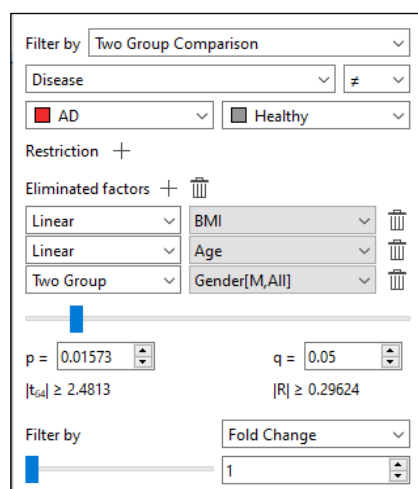 Filter by Two Group Comparison
Disease ≠
AD Healthy
Restriction +
Eliminated factors +
Linear BMI
Linear Age
Two Group Gender[M,All]
p = 0.01573 q = 0.05
|t₆₄| ≥ 2.4813 |R| ≥ 0.29624
Filter by Fold Change
1